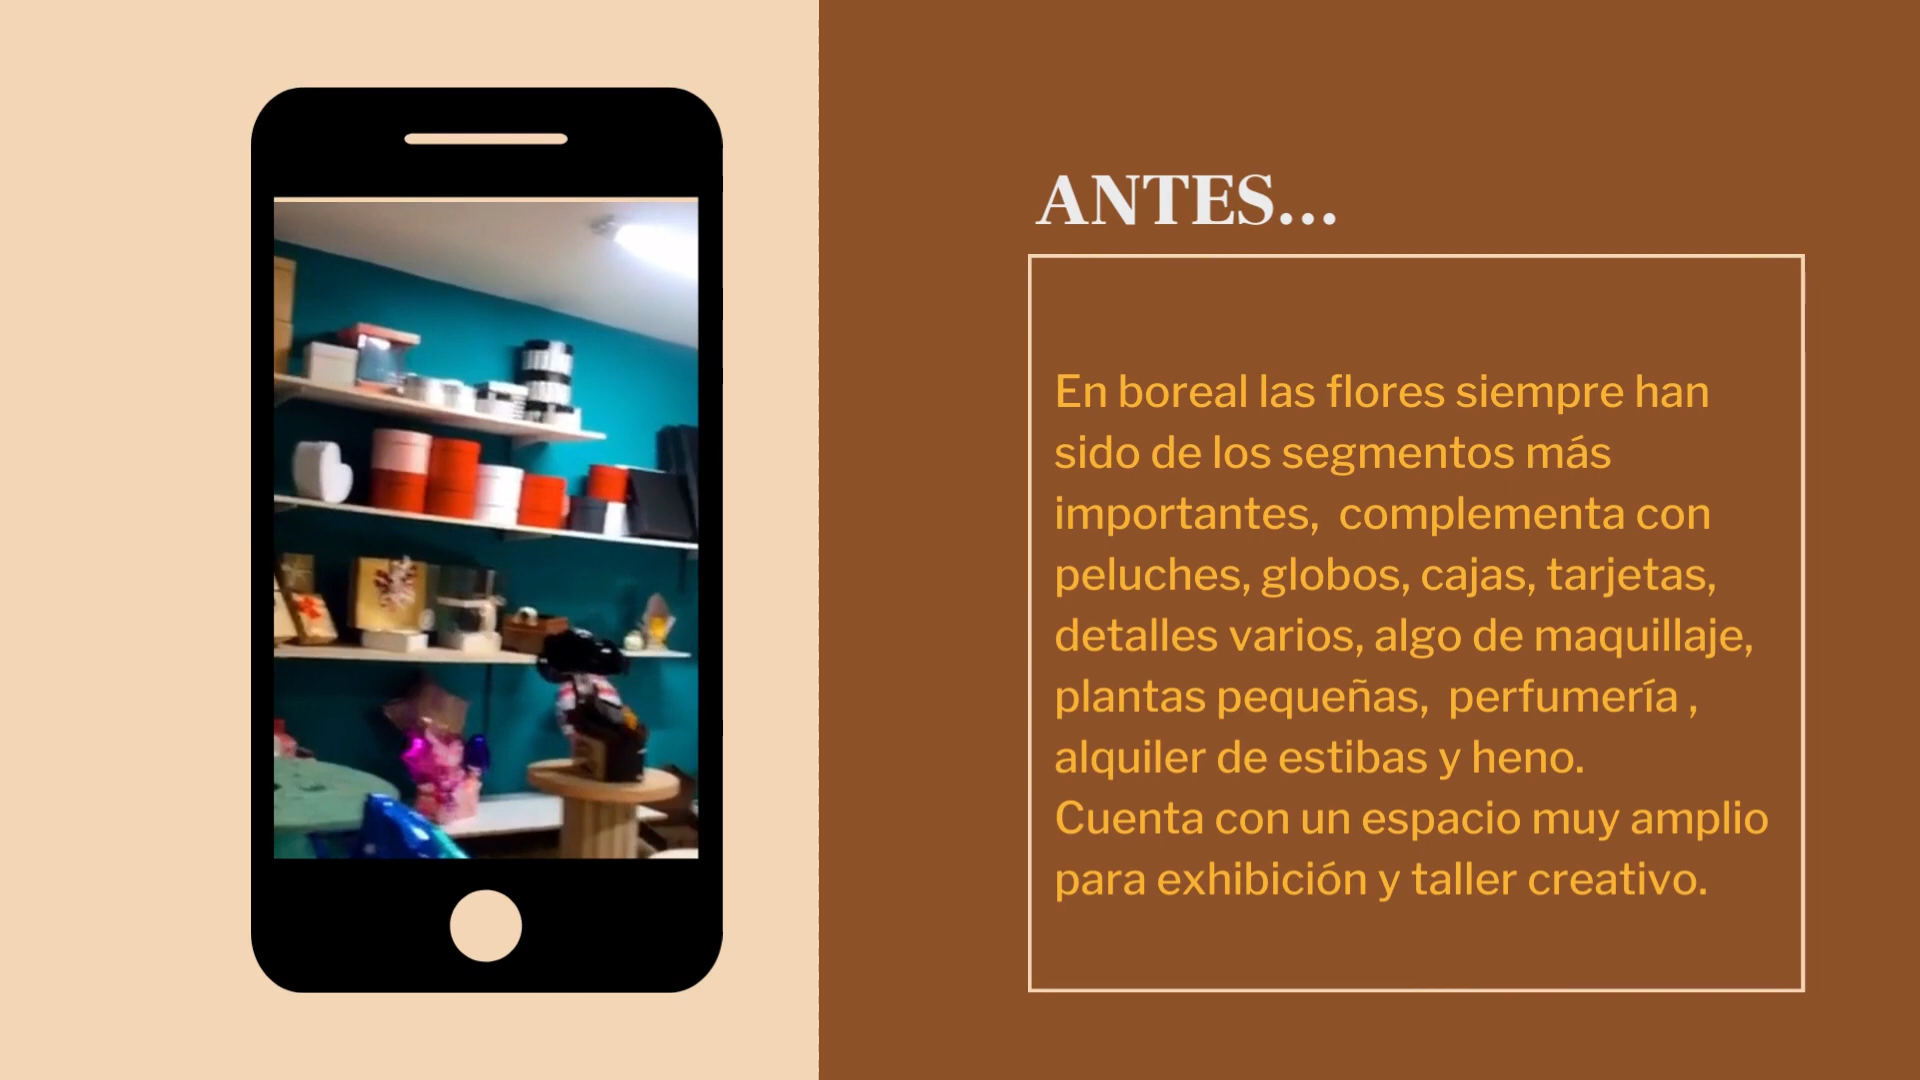 ANTES...
En boreal las flores siempre han
sido de los segmentos más
importantes,  complementa con
peluches, globos, cajas, tarjetas,
detalles varios, algo de maquillaje,
plantas pequeñas,  perfumería ,
alquiler de estibas y heno.
Cuenta con un espacio muy amplio
para exhibición y taller creativo.